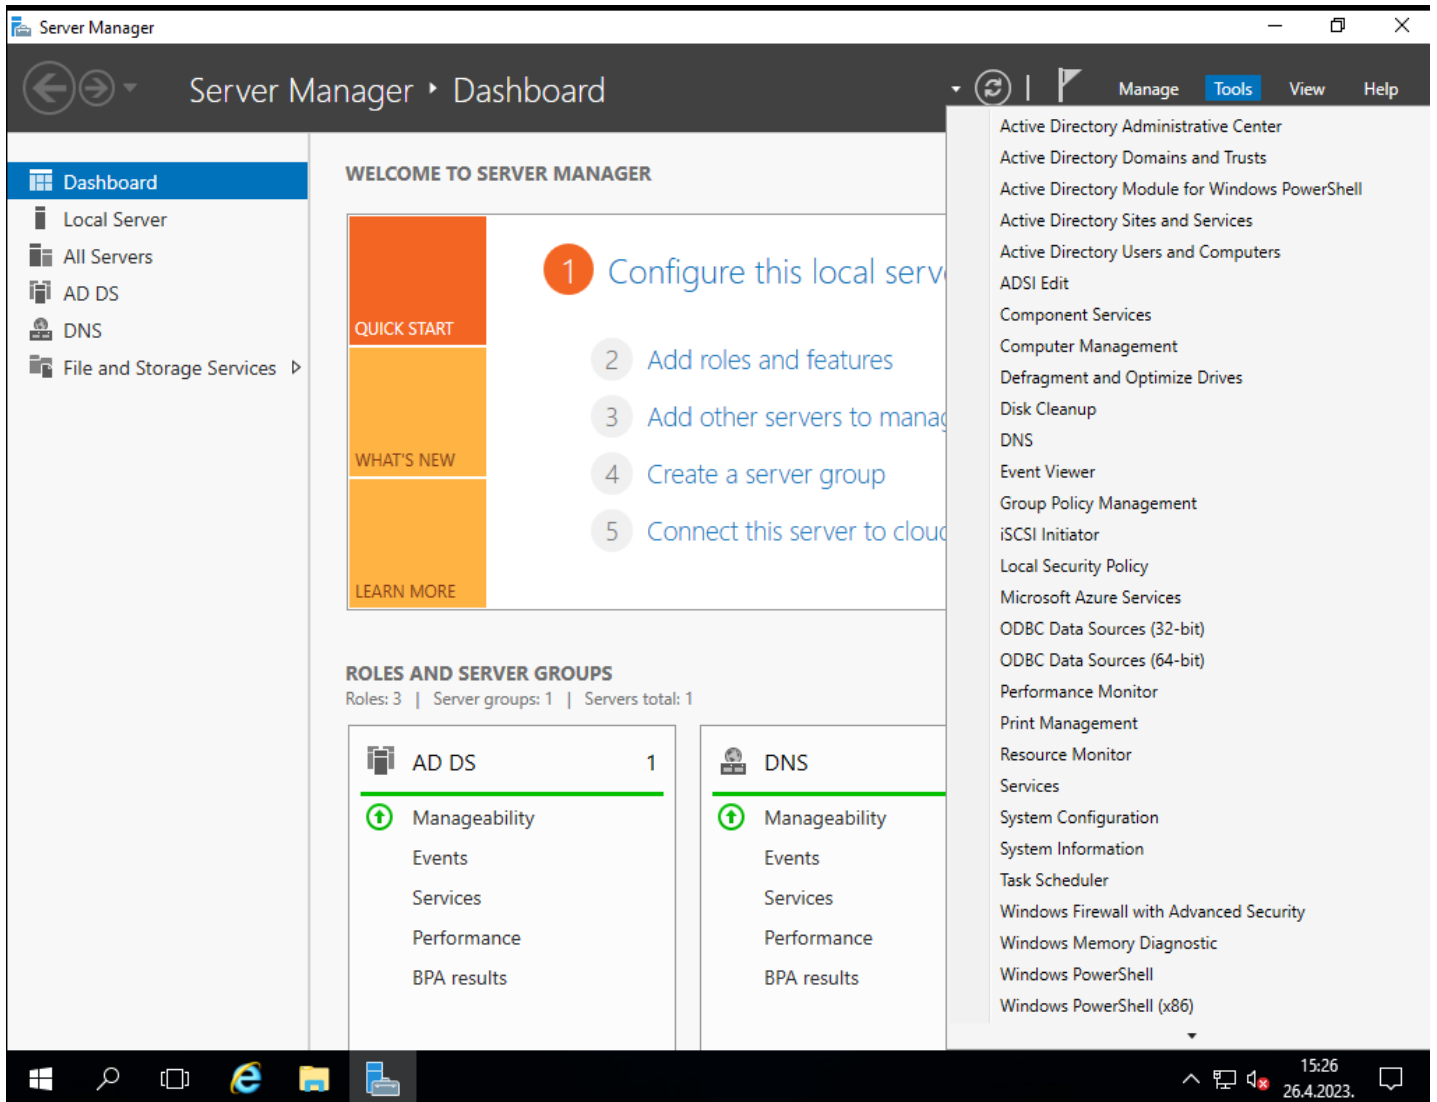 Server Manager
Server Manager • Dashboard
Manage Tools View Help
Dashboard
Local Server
All Servers
AD DS
DNS
File and Storage Services
WELCOME TO SERVER MANAGER
QUICK START
WHAT'S NEW
LEARN MORE
1 Configure this local serve
2 Add roles and features
3 Add other servers to manag
4 Create a server group
5 Connect this server to cloud
ROLES AND SERVER GROUPS
Roles: 3 | Server groups: 1 | Servers total: 1
AD DS 1
Manageability
Events
Services
Performance
BPA results
DNS
Manageability
Events
Services
Performance
BPA results
Active Directory Administrative Center
Active Directory Domains and Trusts
Active Directory Module for Windows PowerShell
Active Directory Sites and Services
Active Directory Users and Computers
ADSI Edit
Component Services
Computer Management
Defragment and Optimize Drives
Disk Cleanup
DNS
Event Viewer
Group Policy Management
iSCSI Initiator
Local Security Policy
Microsoft Azure Services
ODBC Data Sources (32-bit)
ODBC Data Sources (64-bit)
Performance Monitor
Print Management
Resource Monitor
Services
System Configuration
System Information
Task Scheduler
Windows Firewall with Advanced Security
Windows Memory Diagnostic
Windows PowerShell
Windows PowerShell (x86)
15:26
26.4.2023.